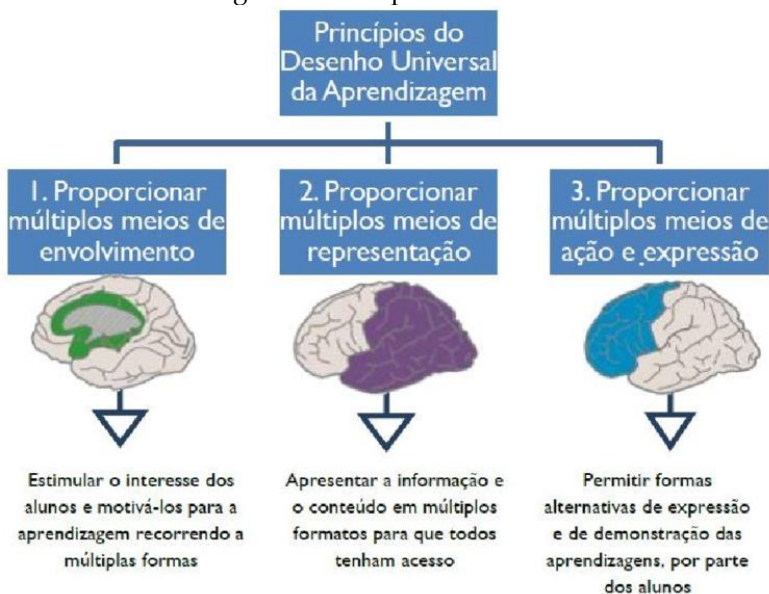 Princípios do
Desenho Universal
da Aprendizagem
1. Proporcionar
múltiplos meios de
envolvimento
2. Proporcionar
múltiplos meios de
representação
3. Proporcionar
múltiplos meios de
ação e expressão
Estimular o interesse dos
alunos e motivá-los para a
aprendizagem recorrendo a
múltiplas formas
Apresentar a informação e
o conteúdo em múltiplos
formatos para que todos
tenham acesso
Permitir formas
alternativas de expressão
e de demonstração das
aprendizagens, por parte
dos alunos